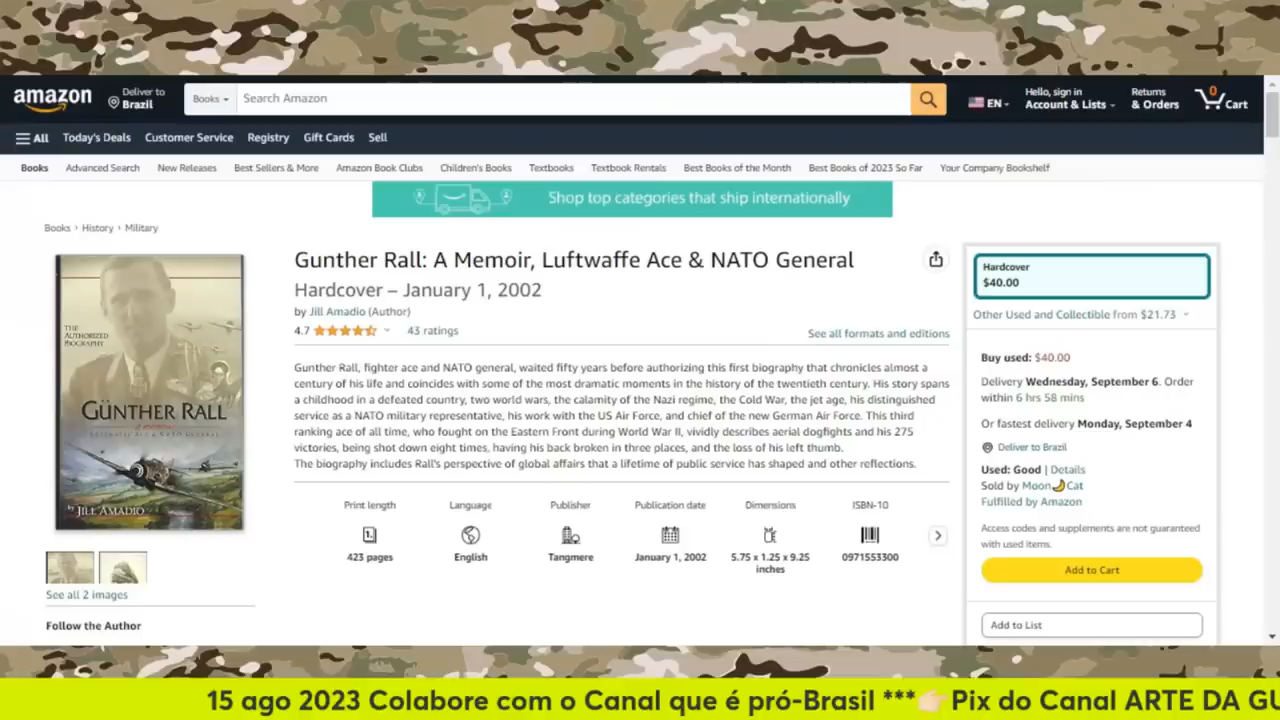 amazon
Deliver to
Brazil
Books
Search Amazon
EN
Hello, sign in
Account & Lists
Returns
& Orders
0
Cart
All
Today's Deals
Customer Service
Registry
Gift Cards
Sell
Books
Advanced Search
New Releases
Best Sellers & More
Amazon Book Clubs
Children's Books
Textbooks
Textbook Rentals
Best Books of the Month
Best Books of 2023 So Far
Your Company Bookshelf
Shop top categories that ship internationally
Books › History › Military
THE
AUTHORIZED
BIOGRAPHY
GÜNTHER RALL
a memoir
LUFTWAFFE ACE & NATO GENERAL
by JILL AMADIO
See all 2 images
Follow the Author
Gunther Rall: A Memoir, Luftwaffe Ace & NATO General
Hardcover – January 1, 2002
by Jill Amadio (Author)
4.7
43 ratings
See all formats and editions
Gunther Rall, fighter ace and NATO general, waited fifty years before authorizing this first biography that chronicles almost a
century of his life and coincides with some of the most dramatic moments in the history of the twentieth century. His story spans
a childhood in a defeated country, two world wars, the calamity of the Nazi regime, the Cold War, the jet age, his distinguished
service as a NATO military representative, his work with the US Air Force, and chief of the new German Air Force. This third
ranking ace of all time, who fought on the Eastern Front during World War II, vividly describes aerial dogfights and his 275
victories, being shot down eight times, having his back broken in three places, and the loss of his left thumb.
The biography includes Rall's perspective of global affairs that a lifetime of public service has shaped and other reflections.
Print length
423 pages
Language
English
Publisher
Tangmere
Publication date
January 1, 2002
Dimensions
5.75 x 1.25 x 9.25
inches
ISBN-10
0971553300
Hardcover
$40.00
Other Used and Collectible from $21.73
Buy used: $40.00
Delivery Wednesday, September 6. Order
within 6 hrs 58 mins
Or fastest delivery Monday, September 4
Deliver to Brazil
Used: Good | Details
Sold by Moon🌙Cat
Fulfilled by Amazon
Access codes and supplements are not guaranteed
with used items.
Add to Cart
Add to List
15 ago 2023 Colabore com o Canal que é pró-Brasil ***👉🏻Pix do Canal ARTE DA GU